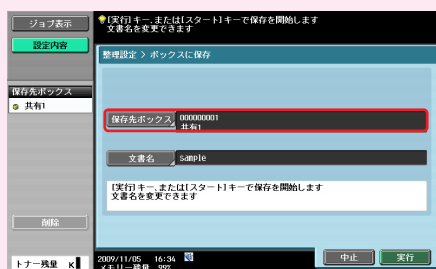 ジョブ表示
設定内容
保存先ボックス
共有1
削除
トナー残量 K
[実行]キー、または[スタート]キーで保存を開始します
文書名を変更できます
整理設定 > ボックスに保存
保存先ボックス 000000001
共有1
文書名 sample
[実行]キー、または[スタート]キーで保存を開始します
文書名を変更できます
2009/11/05 16:34
メモリー残量 99%
中止 実行